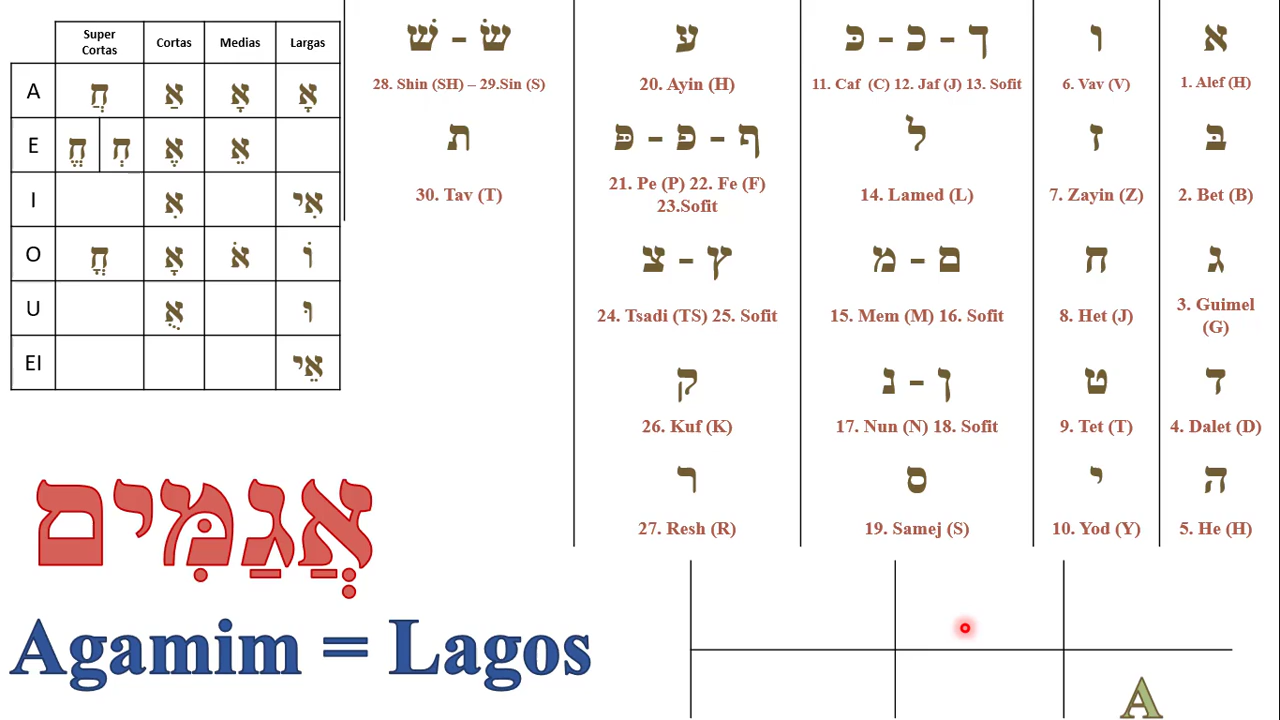 Super Cortas Cortas Medias Largas
A חֲ אַ אָ אָ
E חֱ חְ אֶ אֵ
I אִ אִי
O חֳ אָ אֹ וֹ
U אֻ וּ
EI אֵי
שׁ – שׂ
28. Shin (SH) – 29.Sin (S)
ת
30. Tav (T)
ע
20. Ayin (H)
פּ – פ – ף
21. Pe (P) 22. Fe (F)
23.Sofit
צ – ץ
24. Tsadi (TS) 25. Sofit
ק
26. Kuf (K)
ר
27. Resh (R)
כּ – כ – ך
11. Caf (C) 12. Jaf (J) 13. Sofit
ל
14. Lamed (L)
מ – ם
15. Mem (M) 16. Sofit
נ – ן
17. Nun (N) 18. Sofit
ס
19. Samej (S)
ו
6. Vav (V)
ז
7. Zayin (Z)
ח
8. Het (J)
ט
9. Tet (T)
י
10. Yod (Y)
א
1. Alef (H)
בּ
2. Bet (B)
ג
3. Guimel
(G)
ד
4. Dalet (D)
ה
5. He (H)
אֲגַמִּים
Agamim = Lagos
A